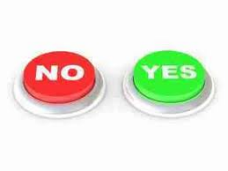 NO YES